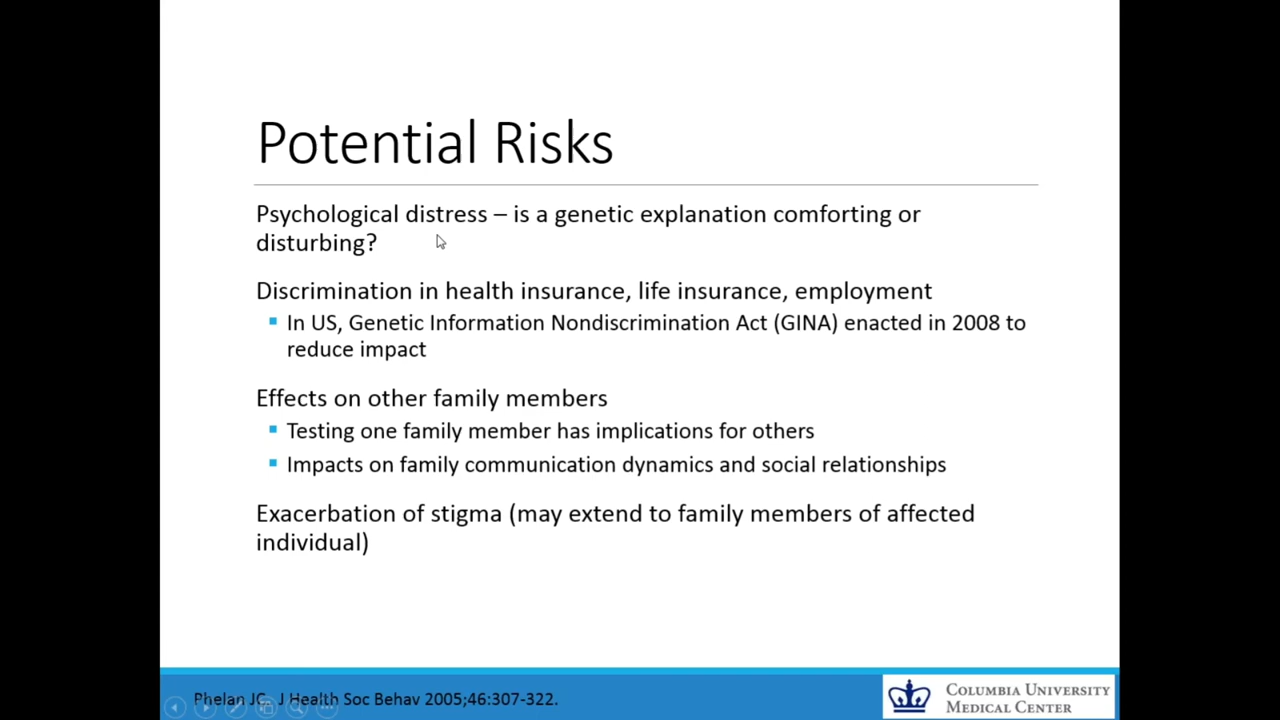 Potential Risks
Psychological distress – is a genetic explanation comforting or
disturbing?
Discrimination in health insurance, life insurance, employment
In US, Genetic Information Nondiscrimination Act (GINA) enacted in 2008 to
reduce impact
Effects on other family members
Testing one family member has implications for others
Impacts on family communication dynamics and social relationships
Exacerbation of stigma (may extend to family members of affected
individual)
Phelan JC. J Health Soc Behav 2005;46:307-322.
COLUMBIA UNIVERSITY
MEDICAL CENTER